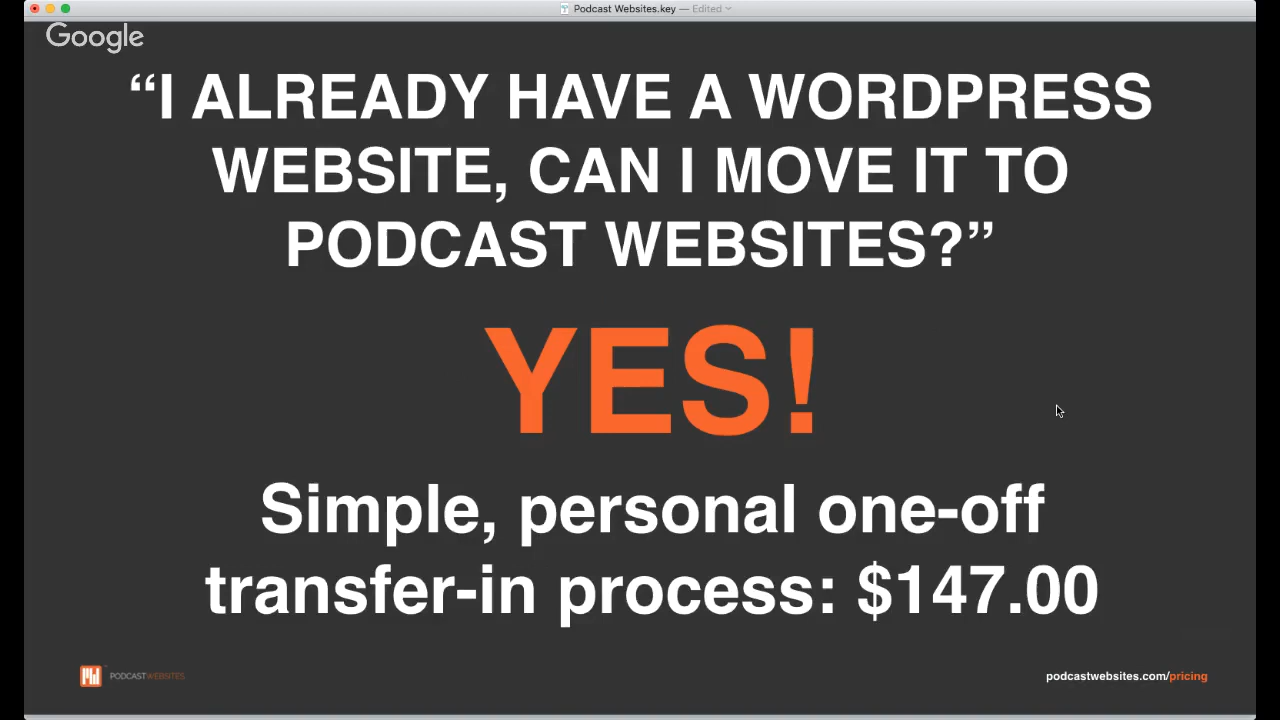 Podcast Websites.key — Edited
Google
“I ALREADY HAVE A WORDPRESS
WEBSITE, CAN I MOVE IT TO
PODCAST WEBSITES?”
YES!
Simple, personal one-off
transfer-in process: $147.00
PODCASTWEBSITES
podcastwebsites.com/pricing